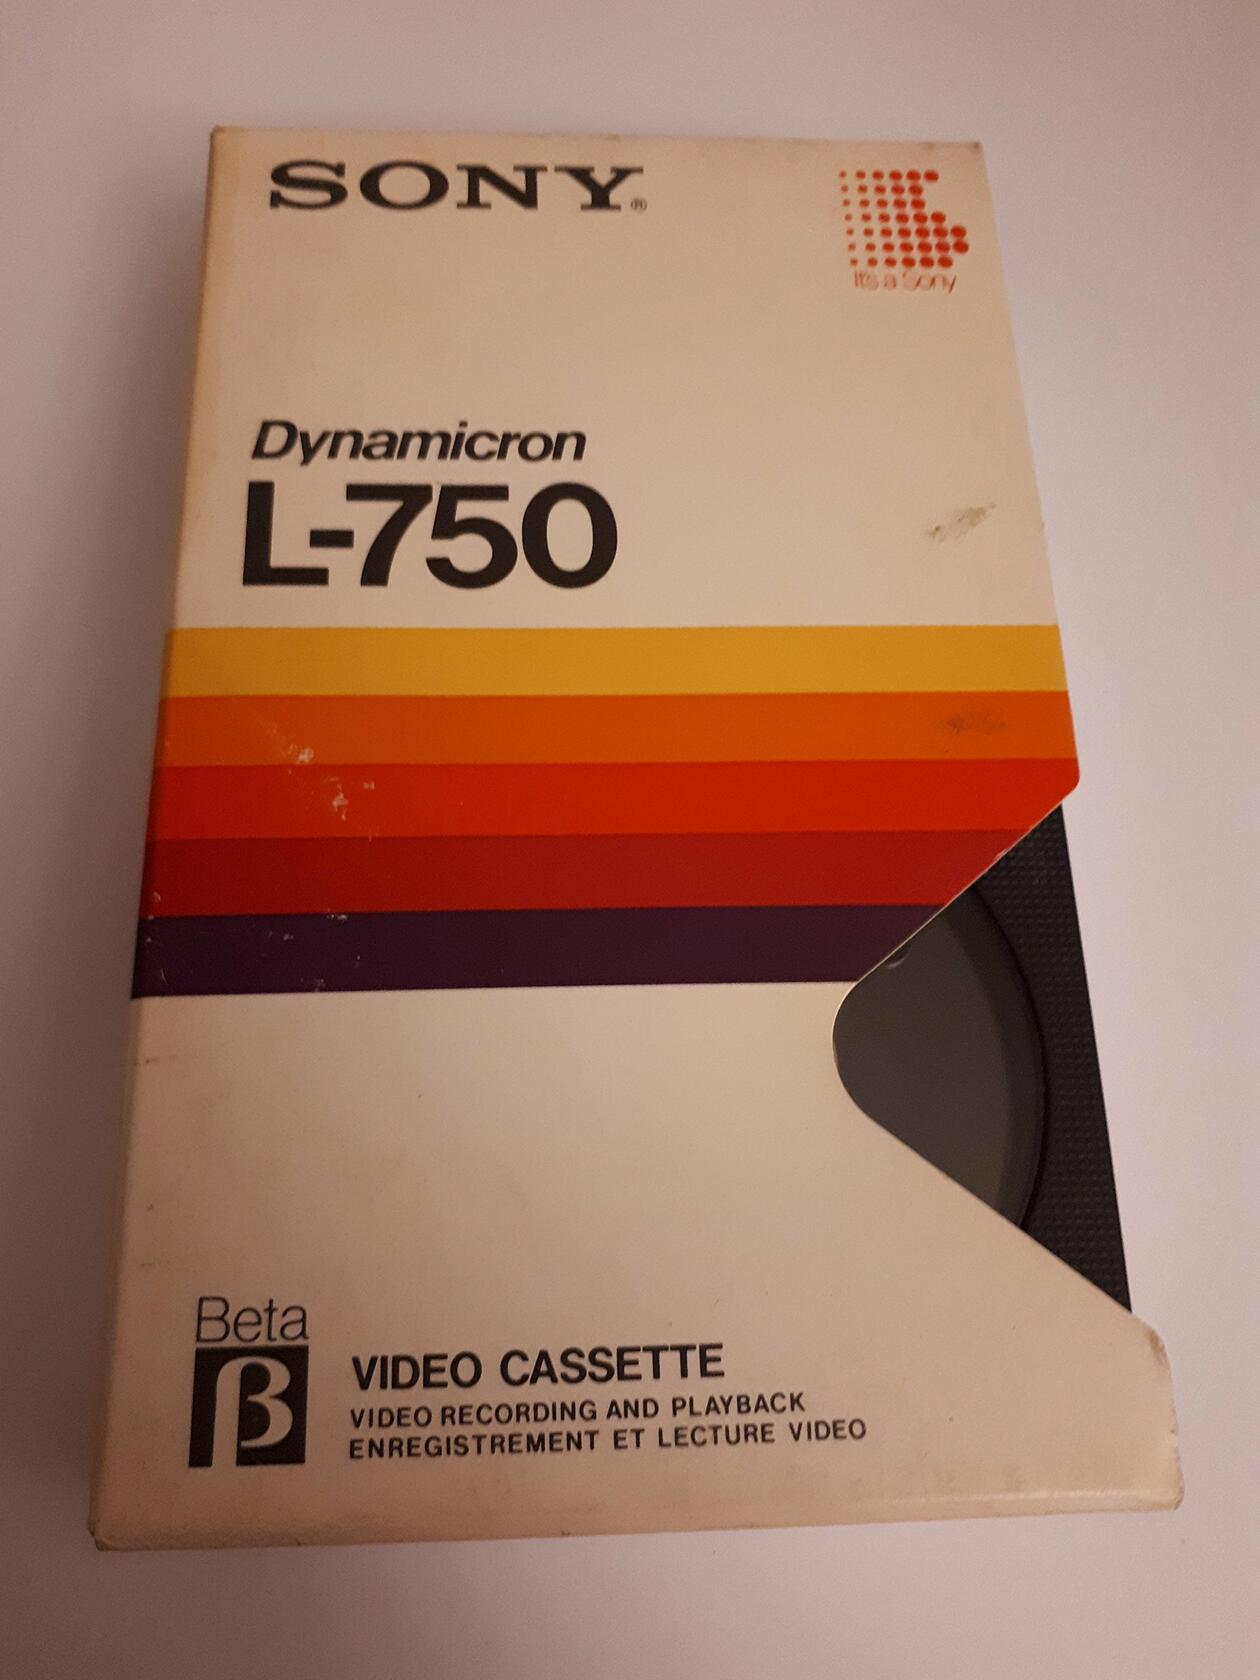 SONY®
It's a Sony
Dynamicron
L-750
Beta
β
VIDEO CASSETTE
VIDEO RECORDING AND PLAYBACK
ENREGISTREMENT ET LECTURE VIDEO